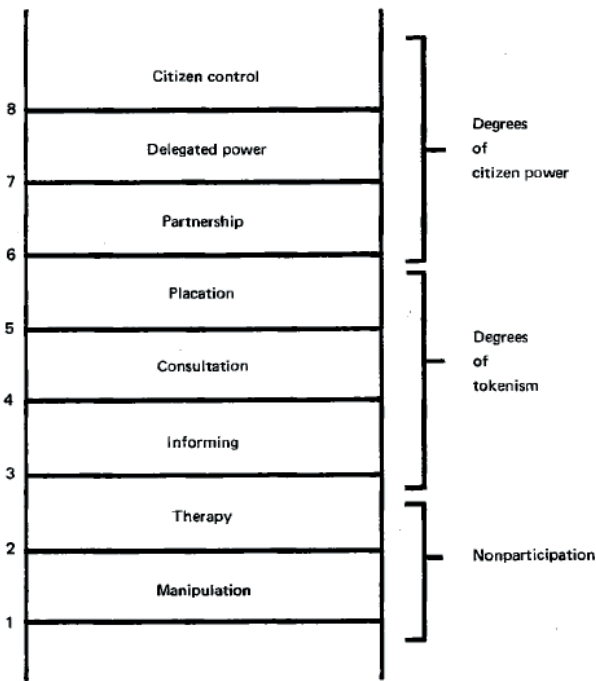 Citizen control
8
Delegated power
7
Partnership
6
Placation
5
Consultation
4
Informing
3
Therapy
2
Manipulation
1
Degrees
of
citizen power
Degrees
of
tokenism
Nonparticipation